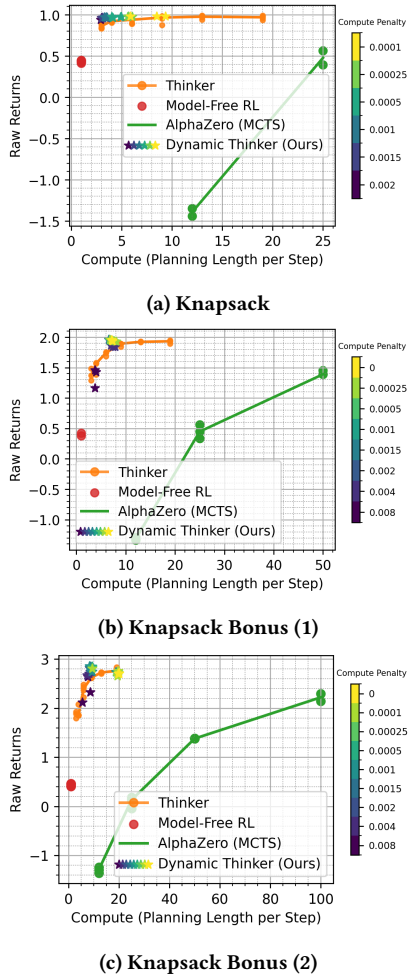 Compute Penalty
1.0
0.5
0.0
−0.5
−1.0
−1.5
Raw Returns
Thinker
Model-Free RL
AlphaZero (MCTS)
Dynamic Thinker (Ours)
0.0001
0.00025
0.0005
0.001
0.0015
0.002
0 5 10 15 20 25
Compute (Planning Length per Step)
(a) Knapsack
Compute Penalty
2.0
1.5
1.0
0.5
0.0
−0.5
−1.0
Raw Returns
Thinker
Model-Free RL
AlphaZero (MCTS)
Dynamic Thinker (Ours)
0
0.00025
0.0005
0.001
0.0015
0.002
0.008
0 10 20 30 40 50
Compute (Planning Length per Step)
(b) Knapsack Bonus (1)
Compute Penalty
3
2
1
0
−1
Raw Returns
Thinker
Model-Free RL
AlphaZero (MCTS)
Dynamic Thinker (Ours)
0
0.0001
0.00025
0.0005
0.001
0.0015
0.002
0.004
0.008
0 20 40 60 80 100
Compute (Planning Length per Step)
(c) Knapsack Bonus (2)